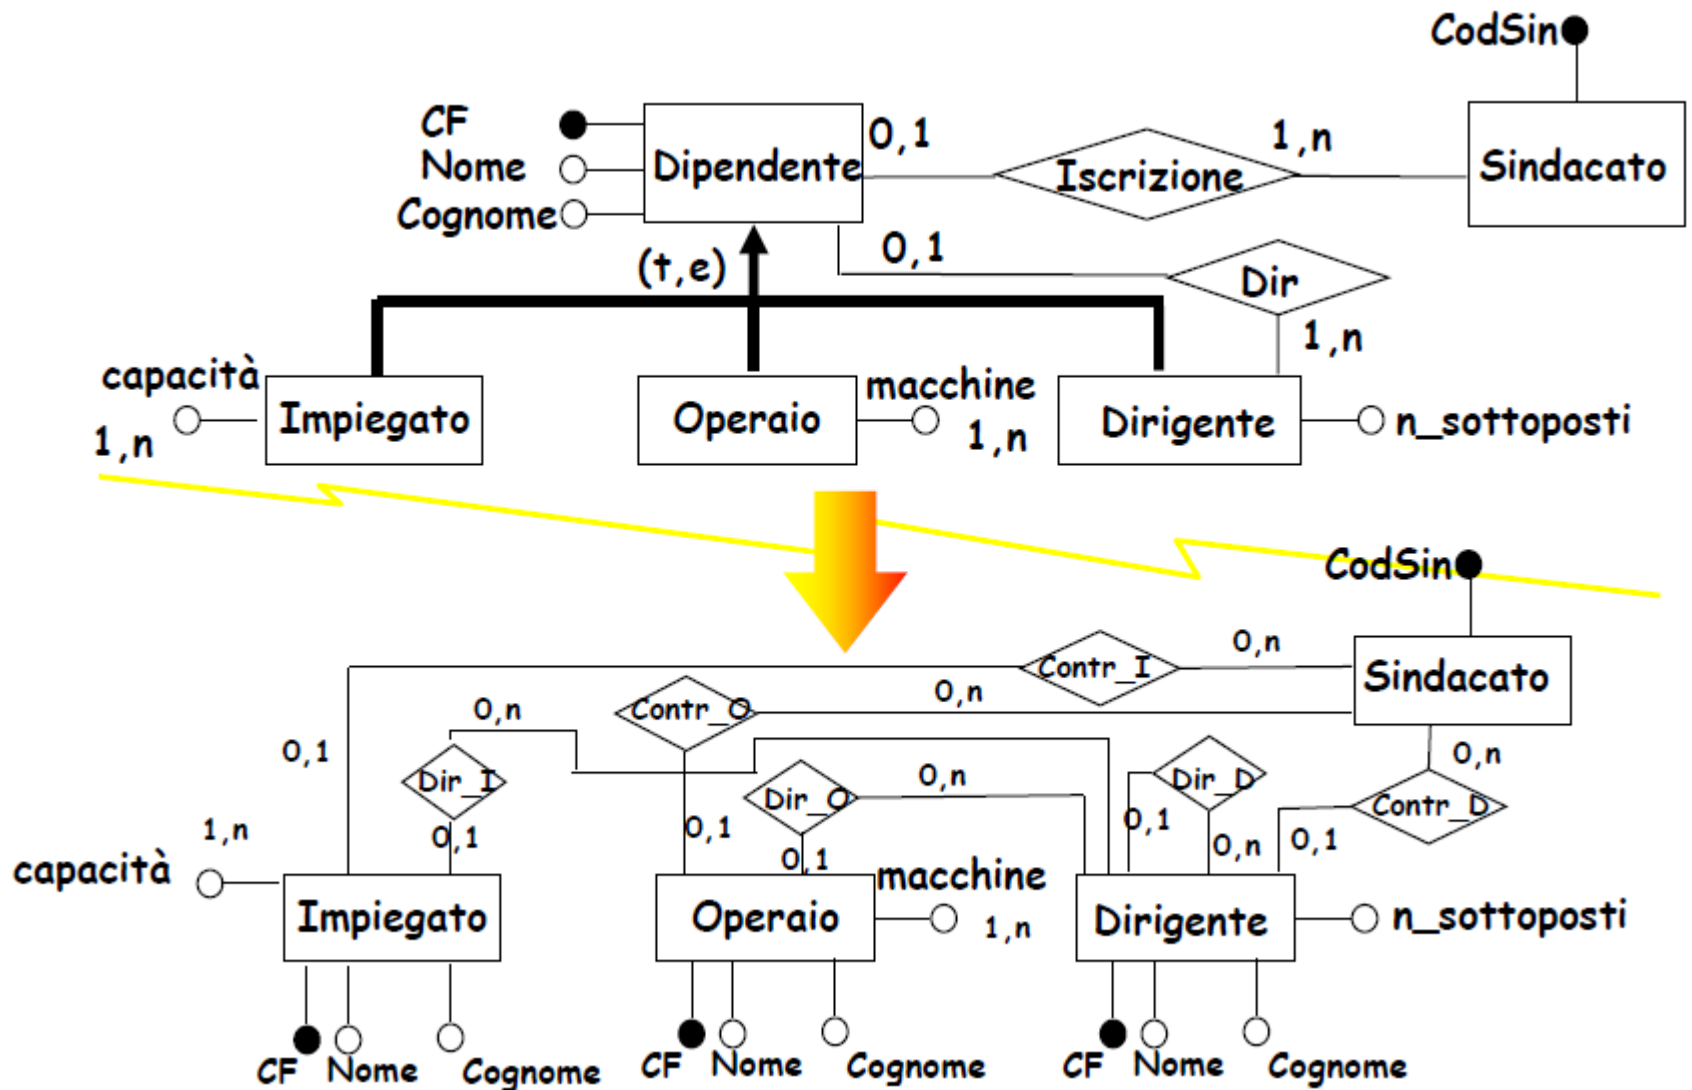 CodSin
CF
Nome
Cognome
Dipendente
0,1
Iscrizione
1,n
Sindacato
(t,e)
0,1
Dir
1,n
capacità
1,n
Impiegato
Operaio
macchine
1,n
Dirigente
n_sottoposti
CodSin
Contr_I
0,n
Sindacato
Contr_O
0,n
0,n
0,1
Dir_I
0,1
0,1
Dir_O
0,1
0,n
Dir_D
0,1
0,n
0,n
Contr_D
0,1
1,n
capacità
Impiegato
Operaio
macchine
1,n
Dirigente
n_sottoposti
CF
Nome
Cognome
CF
Nome
Cognome
CF
Nome
Cognome